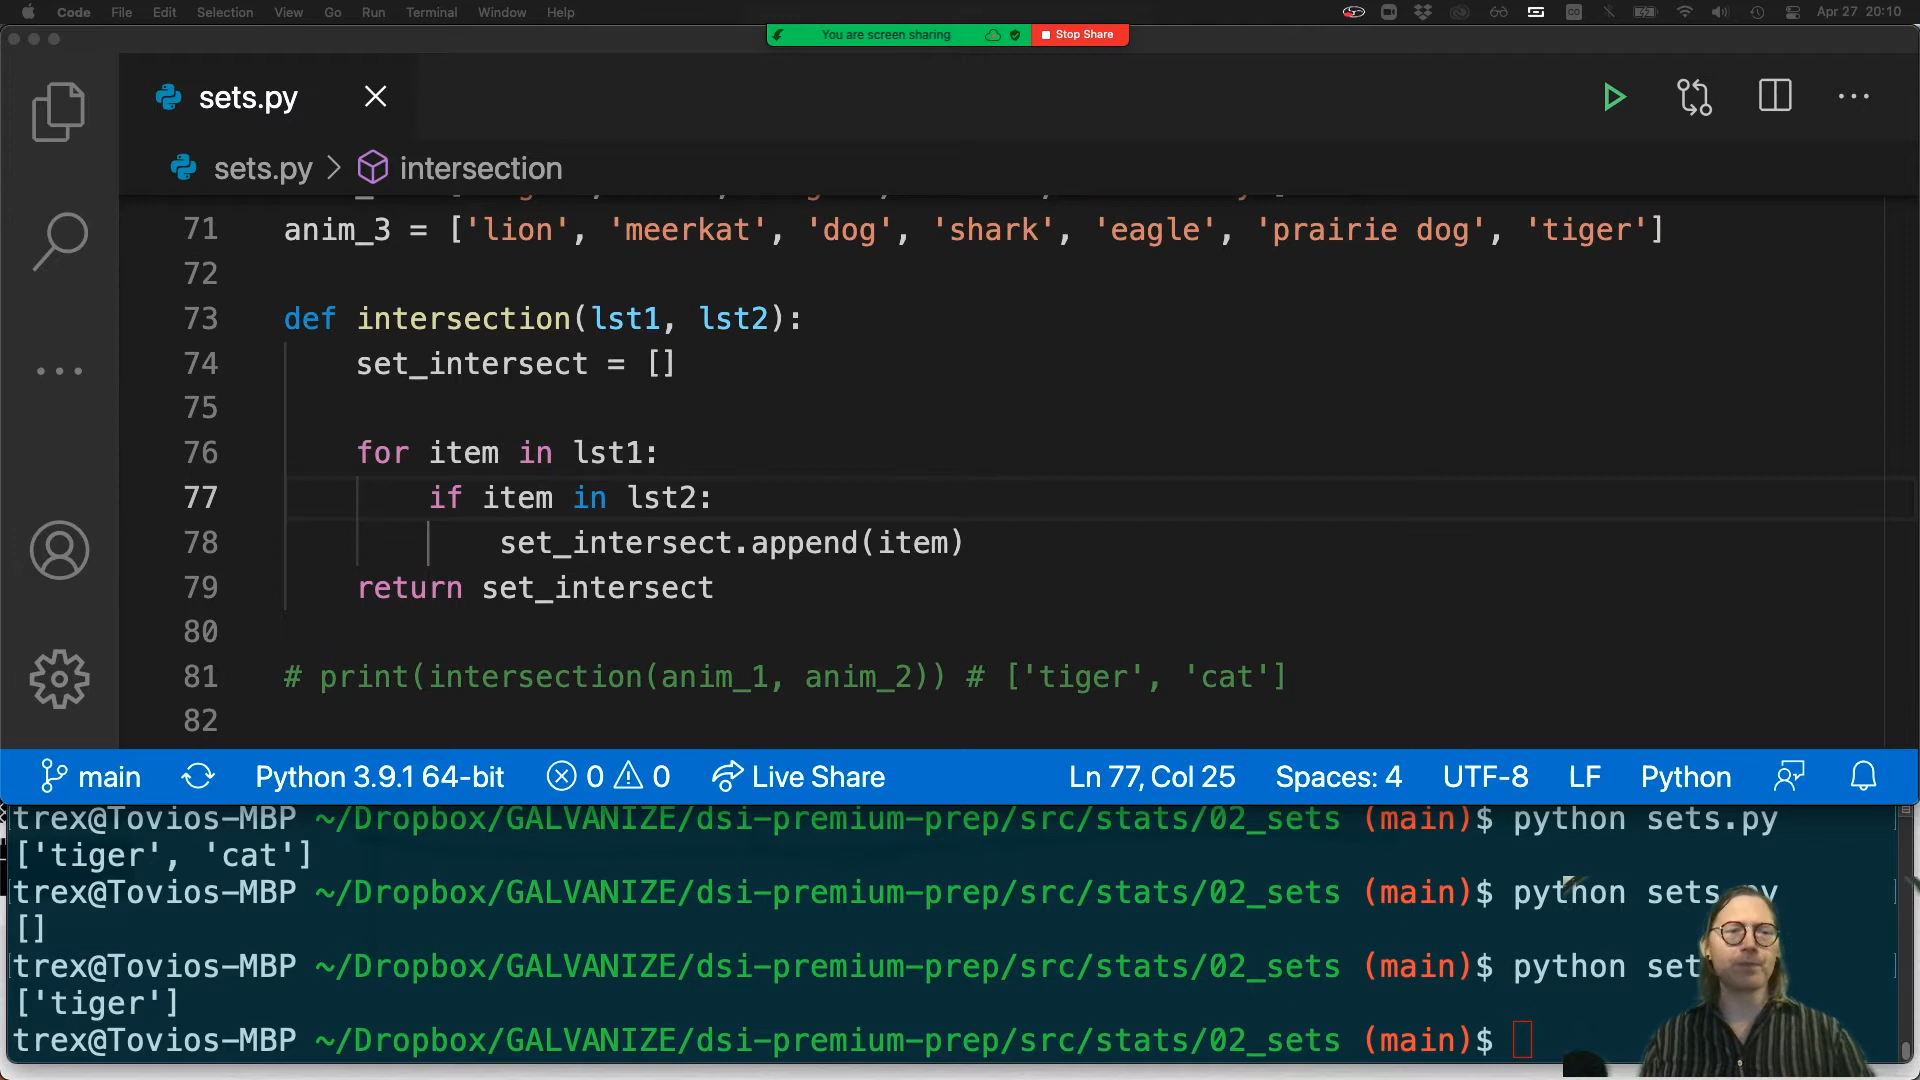 Code File Edit Selection View Go Run Terminal Window Help Apr 27 20:10
You are screen sharing Stop Share
sets.py
sets.py > intersection
71 anim_3 = ['lion', 'meerkat', 'dog', 'shark', 'eagle', 'prairie dog', 'tiger']
72
73 def intersection(lst1, lst2):
74 set_intersect = []
75
76 for item in lst1:
77 if item in lst2:
78 set_intersect.append(item)
79 return set_intersect
80
81 # print(intersection(anim_1, anim_2)) # ['tiger', 'cat']
82
main Python 3.9.1 64-bit 0 0 Live Share Ln 77, Col 25 Spaces: 4 UTF-8 LF Python
trex@Tovios-MBP ~/Dropbox/GALVANIZE/dsi-premium-prep/src/stats/02_sets (main)$ python sets.py
['tiger', 'cat']
trex@Tovios-MBP ~/Dropbox/GALVANIZE/dsi-premium-prep/src/stats/02_sets (main)$ python sets.py
[]
trex@Tovios-MBP ~/Dropbox/GALVANIZE/dsi-premium-prep/src/stats/02_sets (main)$ python set
['tiger']
trex@Tovios-MBP ~/Dropbox/GALVANIZE/dsi-premium-prep/src/stats/02_sets (main)$